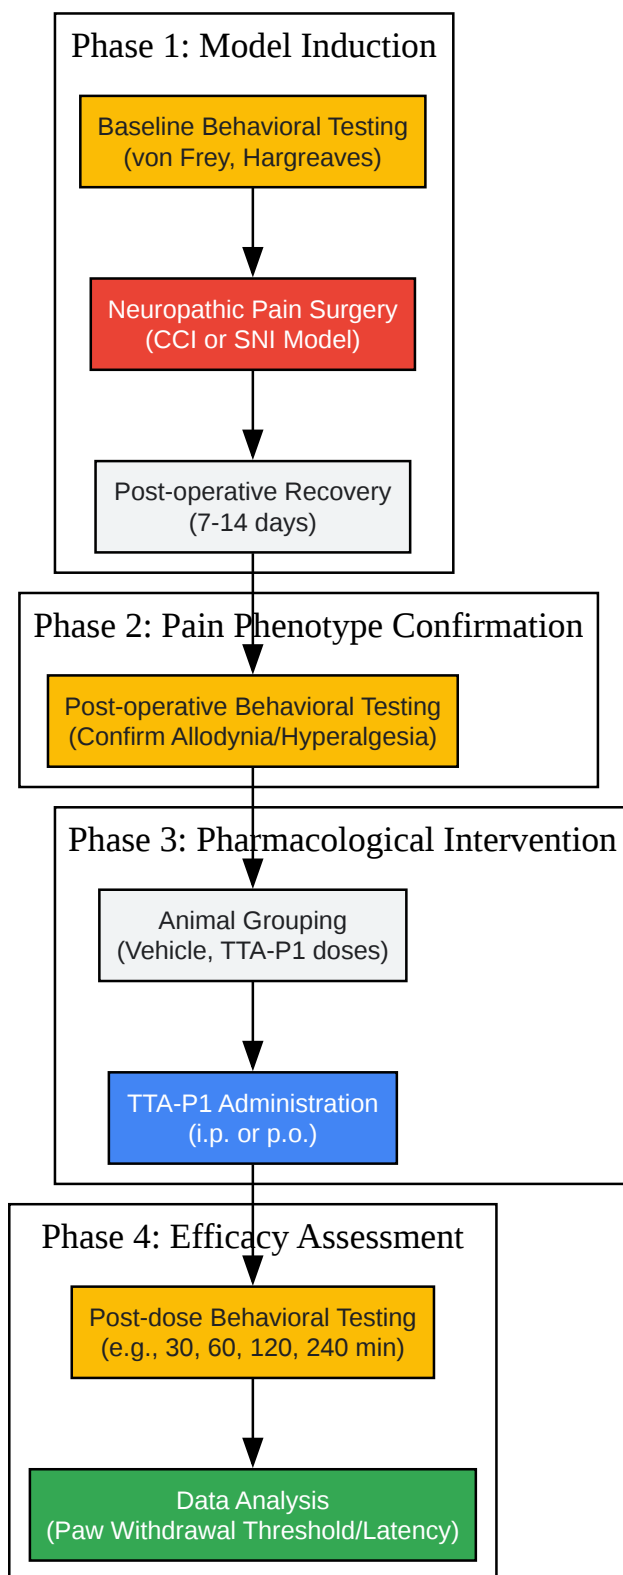 Phase 1: Model Induction
Baseline Behavioral Testing
(von Frey, Hargreaves)
Neuropathic Pain Surgery
(CCI or SNI Model)
Post-operative Recovery
(7-14 days)
Phase 2: Pain Phenotype Confirmation
Post-operative Behavioral Testing
(Confirm Allodynia/Hyperalgesia)
Phase 3: Pharmacological Intervention
Animal Grouping
(Vehicle, TTA-P1 doses)
TTA-P1 Administration
(i.p. or p.o.)
Phase 4: Efficacy Assessment
Post-dose Behavioral Testing
(e.g., 30, 60, 120, 240 min)
Data Analysis
(Paw Withdrawal Threshold/Latency)